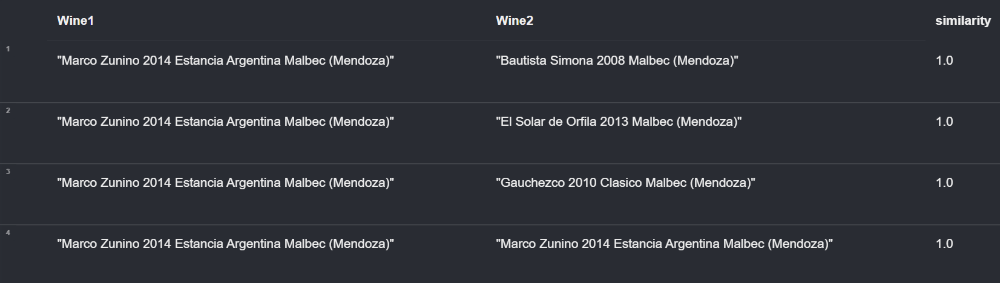 Wine1 Wine2 similarity
1
"Marco Zunino 2014 Estancia Argentina Malbec (Mendoza)" "Bautista Simona 2008 Malbec (Mendoza)" 1.0
2
"Marco Zunino 2014 Estancia Argentina Malbec (Mendoza)" "El Solar de Orfila 2013 Malbec (Mendoza)" 1.0
3
"Marco Zunino 2014 Estancia Argentina Malbec (Mendoza)" "Gauchezco 2010 Clasico Malbec (Mendoza)" 1.0
4
"Marco Zunino 2014 Estancia Argentina Malbec (Mendoza)" "Marco Zunino 2014 Estancia Argentina Malbec (Mendoza)" 1.0